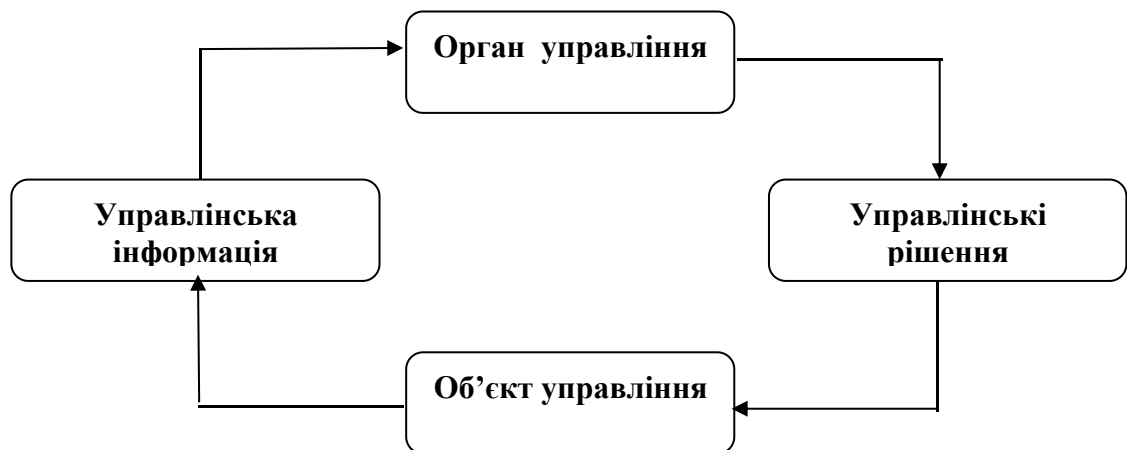 Орган управління
Управлінська
інформація
Управлінські
рішення
Об’єкт управління